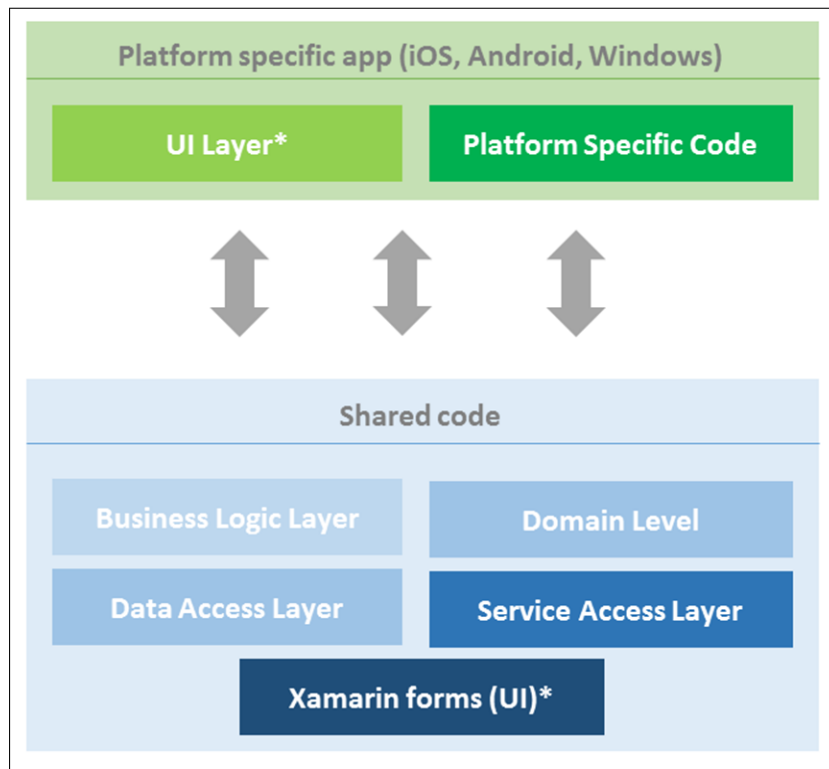 Platform specific app (iOS, Android, Windows)
UI Layer*
Platform Specific Code
Shared code
Business Logic Layer
Domain Level
Data Access Layer
Service Access Layer
Xamarin forms (UI)*